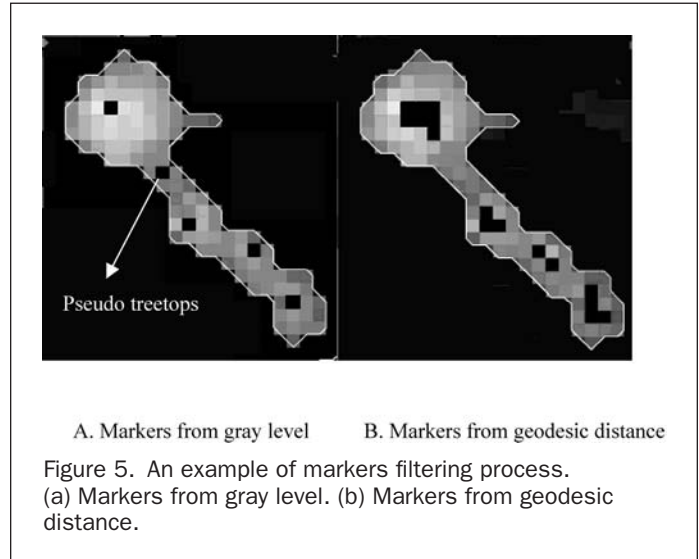 Pseudo treetops
A. Markers from gray level B. Markers from geodesic distance
Figure 5. An example of markers filtering process.
(a) Markers from gray level. (b) Markers from geodesic
distance.